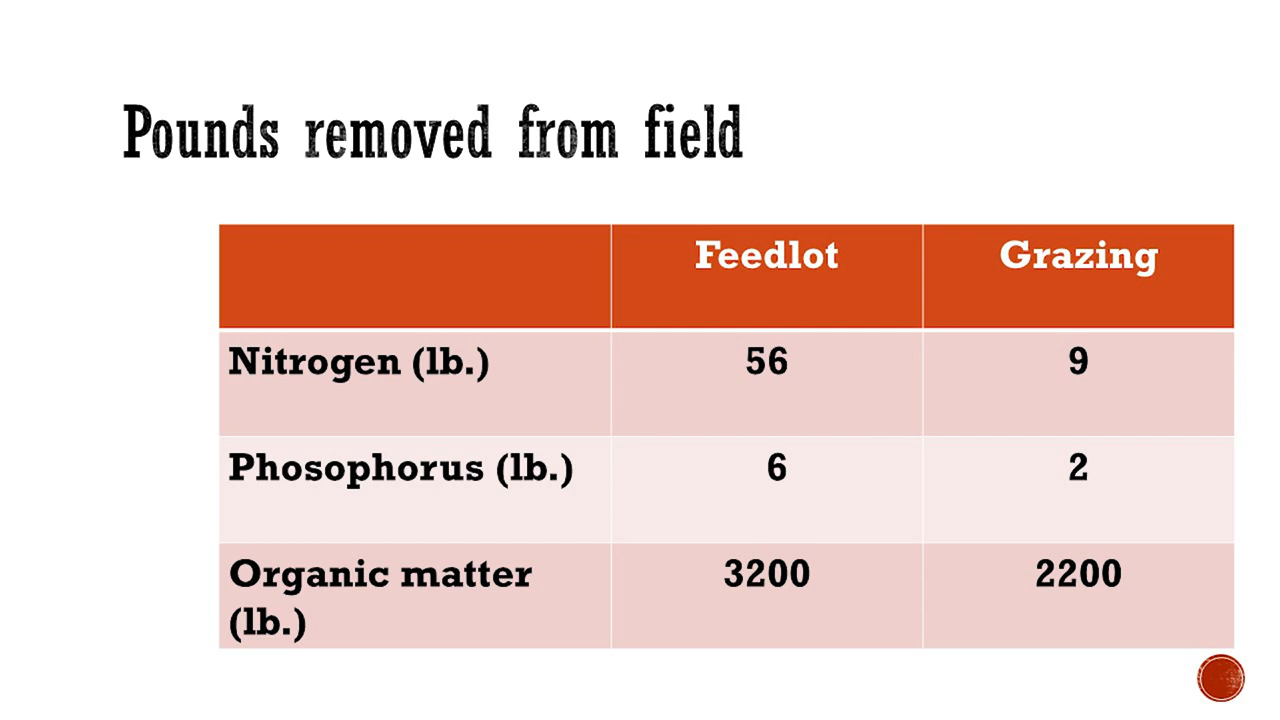 Pounds removed from field
Feedlot Grazing
Nitrogen (lb.) 56 9
Phosophorus (lb.) 6 2
Organic matter 3200 2200
(lb.)